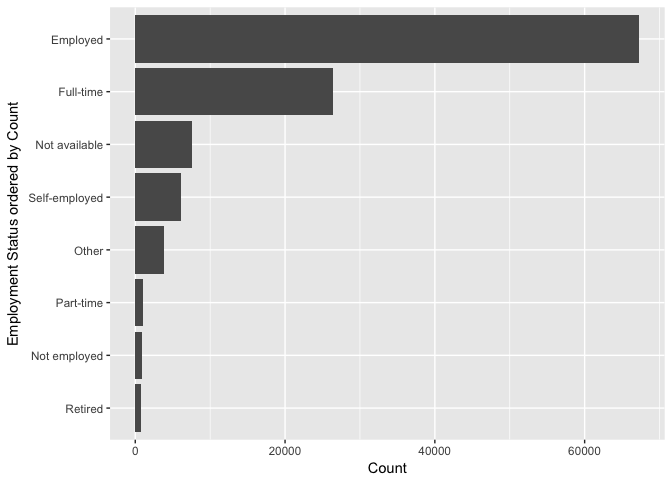 Employment Status ordered by Count
Employed
Full-time
Not available
Self-employed
Other
Part-time
Not employed
Retired
0 20000 40000 60000
Count